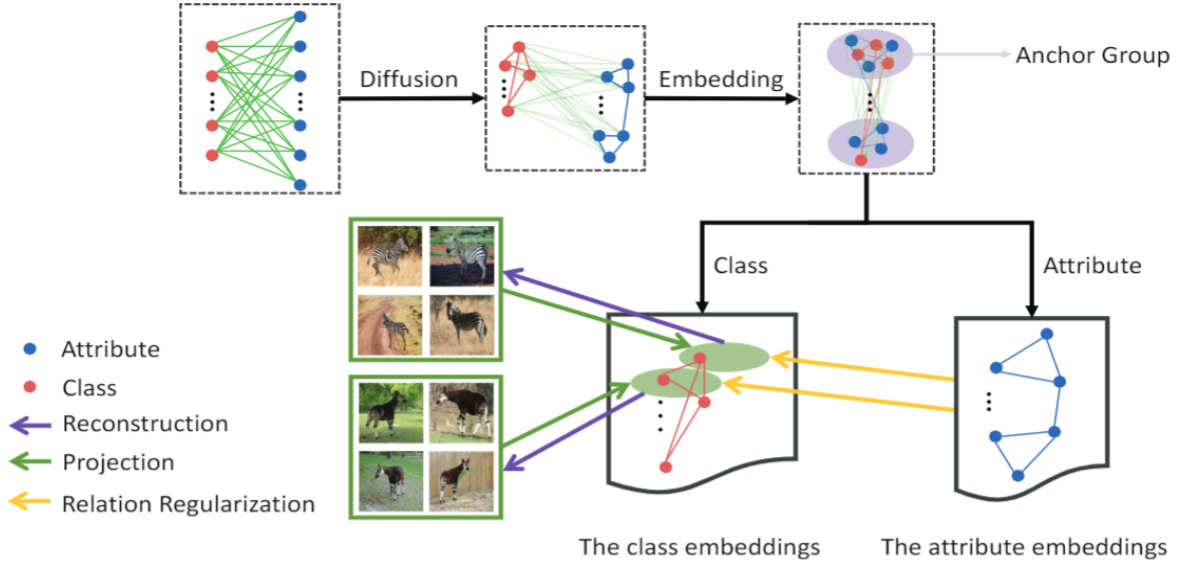 Diffusion
Embedding
Anchor Group
Class
Attribute
Attribute
Class
Reconstruction
Projection
Relation Regularization
The class embeddings
The attribute embeddings